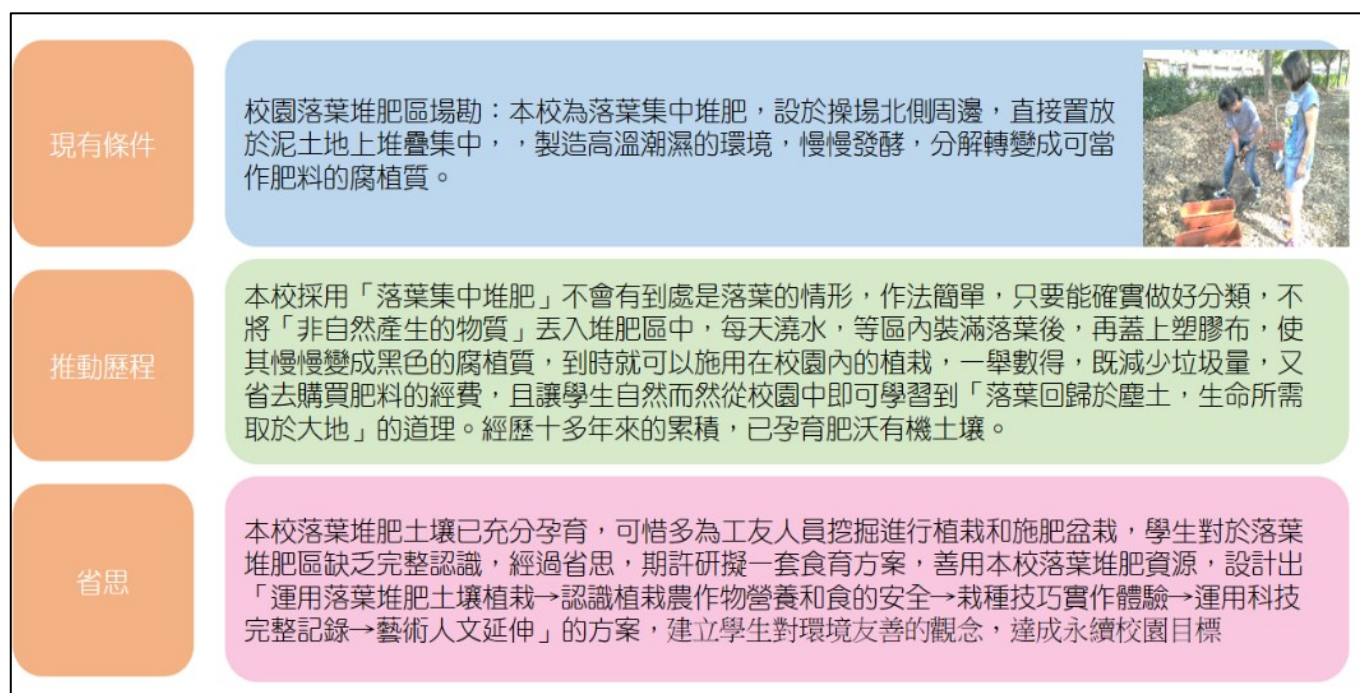 現有條件
校園落葉堆肥區場勘：本校為落葉集中堆肥，設於操場北側周邊，直接置放
於泥土地上堆疊集中，，製造高溫潮濕的環境，慢慢發酵，分解轉變成可當
作肥料的腐植質。
推動歷程
本校採用「落葉集中堆肥」不會有到處是落葉的情形，作法簡單，只要能確實做好分類，不
將「非自然產生的物質」丟入堆肥區中，每天澆水，等區內裝滿落葉後，再蓋上塑膠布，使
其慢慢變成黑色的腐植質，到時就可以施用在校園內的植栽，一舉數得，既減少垃圾量，又
省去購買肥料的經費，且讓學生自然而然從校園中即可學習到「落葉回歸於塵土，生命所需
取於大地」的道理。經歷十多年來的累積，已孕育肥沃有機土壤。
省思
本校落葉堆肥土壤已充分孕育，可惜多為工友人員挖掘進行植栽和施肥盆栽，學生對於落葉
堆肥區缺乏完整認識，經過省思，期許研擬一套食育方案，善用本校落葉堆肥資源，設計出
「運用落葉堆肥土壤植栽→認識植栽農作物營養和食的安全→栽種技巧實作體驗→運用科技
完整記錄→藝術人文延伸」的方案，建立學生對環境友善的觀念，達成永續校園目標